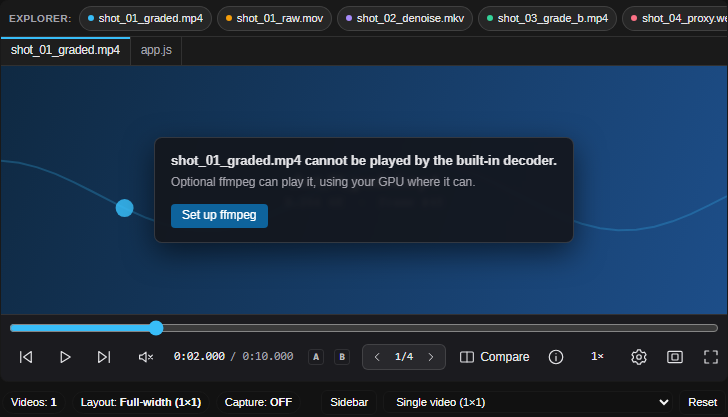 EXPLORER: shot_01_graded.mp4 shot_01_raw.mov shot_02_denoise.mkv shot_03_grade_b.mp4 shot_04_proxy.we
shot_01_graded.mp4 app.js
shot_01_graded.mp4 cannot be played by the built-in decoder.
Optional ffmpeg can play it, using your GPU where it can.
Set up ffmpeg
0:02.000 / 0:10.000 A B 1/4 Compare 1×
Videos: 1 Layout: Full-width (1×1) Capture: OFF Sidebar Single video (1×1) Reset